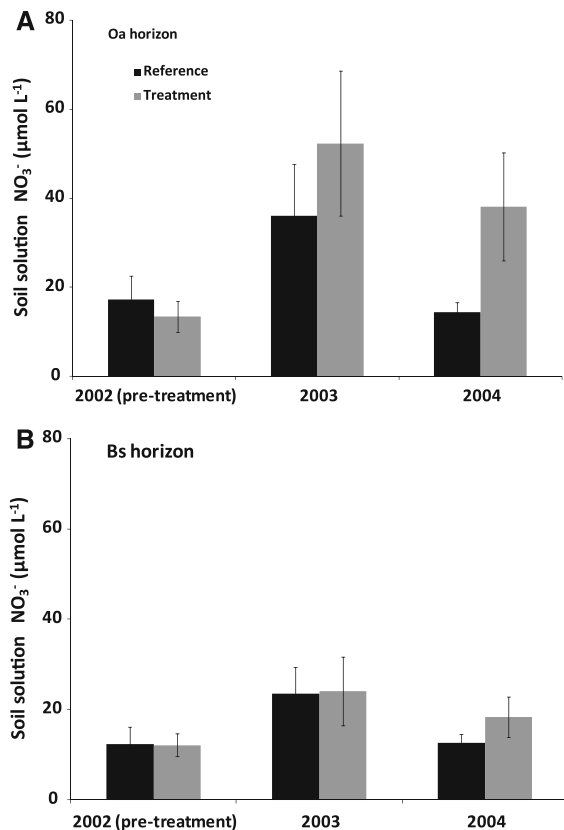 A
Oa horizon
Reference
Treatment
Soil solution NO₃⁻ (µmol L⁻¹)
80
60
40
20
0
2002 (pre-treatment) 2003 2004
B
Bs horizon
Soil solution NO₃⁻ (µmol L⁻¹)
80
60
40
20
0
2002 (pre-treatment) 2003 2004